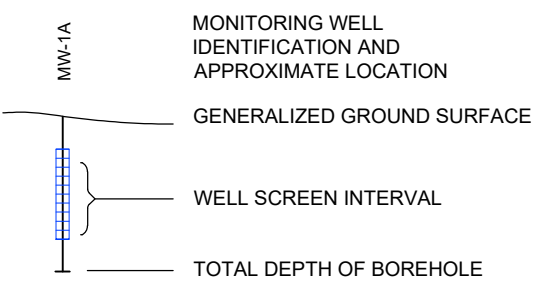 MW-1A
MONITORING WELL
IDENTIFICATION AND
APPROXIMATE LOCATION
GENERALIZED GROUND SURFACE
WELL SCREEN INTERVAL
TOTAL DEPTH OF BOREHOLE